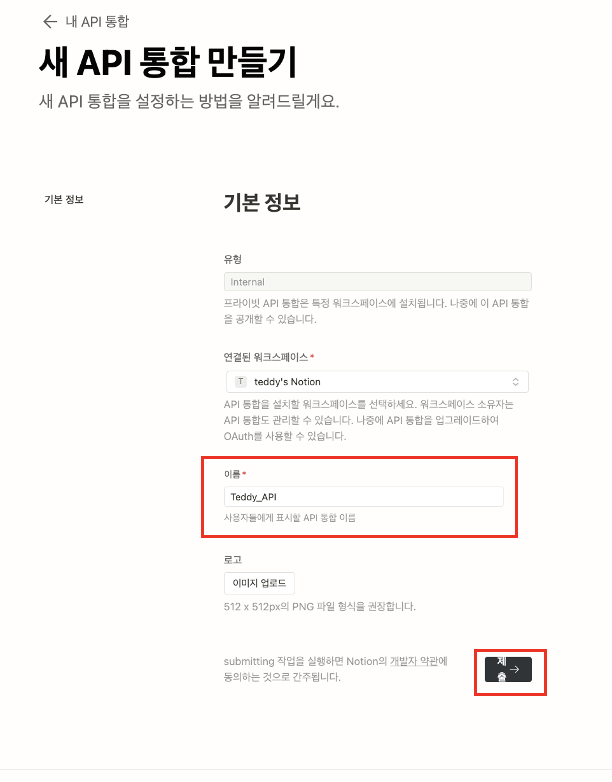 ← 내 API 통합
새 API 통합 만들기
새 API 통합을 설정하는 방법을 알려드릴게요.
기본 정보
기본 정보
유형
Internal
프라이빗 API 통합은 특정 워크스페이스에 설치됩니다. 나중에 이 API 통합
을 공개할 수 있습니다.
연결된 워크스페이스 *
T teddy's Notion
API 통합을 설치할 워크스페이스를 선택하세요. 워크스페이스 소유자는
API 통합도 관리할 수 있습니다. 나중에 API 통합을 업그레이드하여
OAuth를 사용할 수 있습니다.
이름 *
Teddy_API
사용자들에게 표시할 API 통합 이름
로고
이미지 업로드
512 x 512px의 PNG 파일 형식을 권장합니다.
submitting 작업을 실행하면 Notion의 개발자 약관에
동의하는 것으로 간주됩니다.
제
출 →